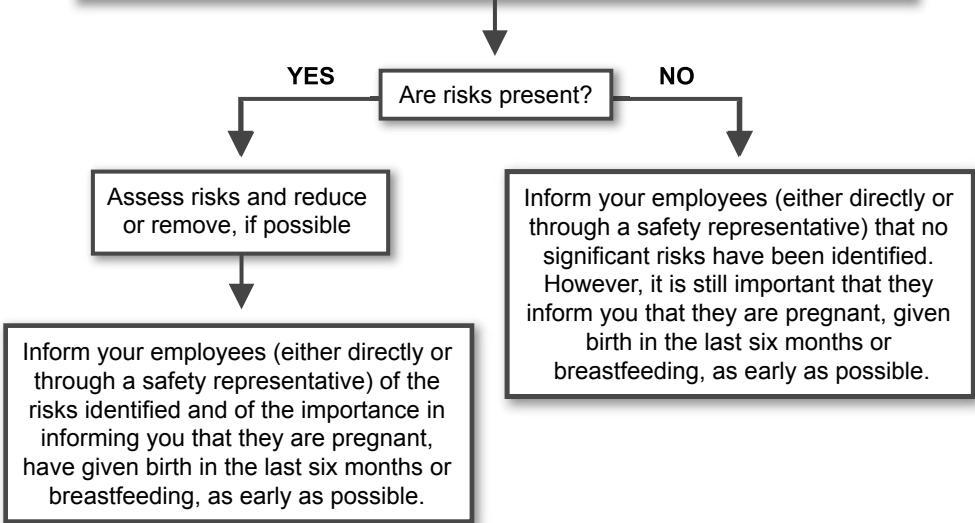 YES
NO
Are risks present?
Assess risks and reduce
or remove, if possible
Inform your employees (either directly or
through a safety representative) that no
significant risks have been identified.
However, it is still important that they
inform you that they are pregnant, given
birth in the last six months or
breastfeeding, as early as possible.
Inform your employees (either directly or
through a safety representative) of the
risks identified and of the importance in
informing you that they are pregnant,
have given birth in the last six months or
breastfeeding, as early as possible.